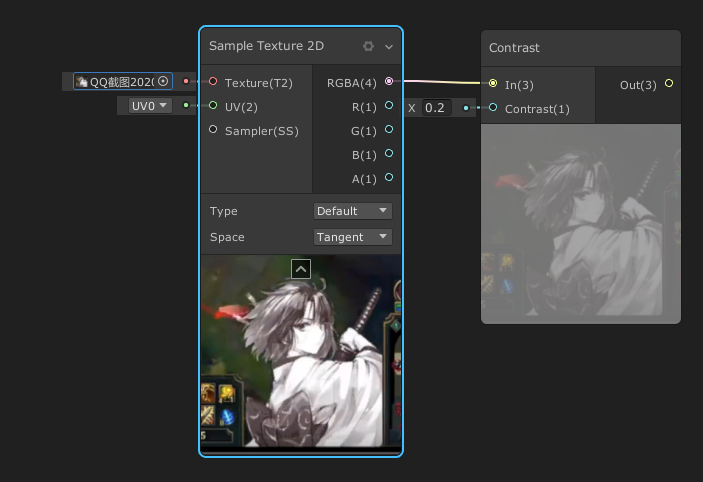 Sample Texture 2D
QQ截图202
Texture(T2)
RGBA(4)
UV0
UV(2)
R(1)
Sampler(SS)
G(1)
B(1)
A(1)
Type
Default
Space
Tangent
Contrast
In(3)
Out(3)
X
0.2
Contrast(1)